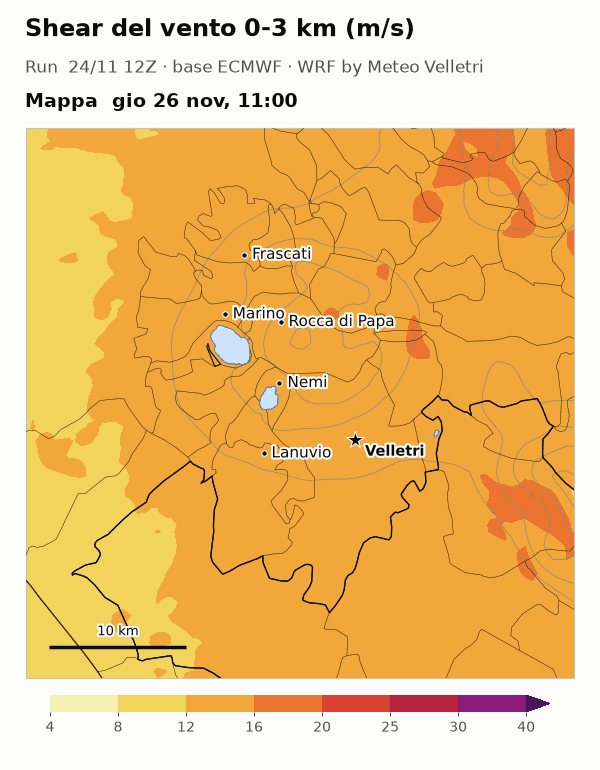 Shear del vento 0-3 km (m/s)
Run  24/11 12Z · base ECMWF · WRF by Meteo Velletri
Mappa  gio 26 nov, 11:00
Frascati
Marino
Rocca di Papa
Nemi
Velletri
Lanuvio
10 km
4 8 12 16 20 25 30 40